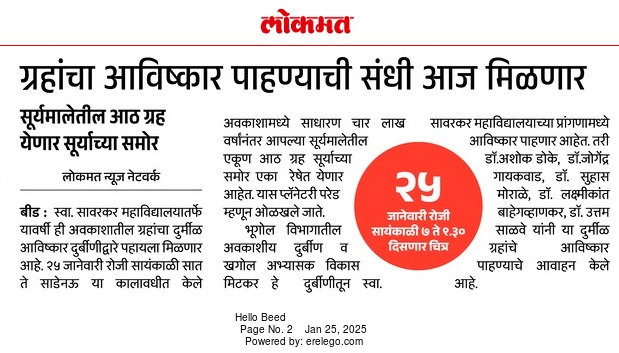 लोकमत
ग्रहांचा आविष्कार पाहण्याची संधी आज मिळणार
सूर्यमालेतील आठ ग्रह
येणार सूर्याच्या समोर
लोकमत न्यूज नेटवर्क
बीड : स्वा. सावरकर महाविद्यालयातर्फे
यावर्षी ही अवकाशातील ग्रहांचा दुर्मीळ
आविष्कार दुर्बीणीद्वारे पहायला मिळणार
आहे. २५ जानेवारी रोजी सायंकाळी सात
ते साडेनऊ या कालावधीत केले
अवकाशामध्ये साधारण चार लाख
वर्षांनंतर आपल्या सूर्यमालेतील
एकूण आठ ग्रह सूर्याच्या
समोर एका रेषेत येणार
आहेत. यास प्लॅनेटरी परेड
म्हणून ओळखले जाते.
भूगोल विभागातील
अवकाशीय दुर्बीण व
खगोल अभ्यासक विकास
मिटकर हे दुर्बीणीतून स्वा.
२५
जानेवारी रोजी
सायंकाळी ७ ते ९.३०
दिसणार चित्र
सावरकर महाविद्यालयाच्या प्रांगणामध्ये
आविष्कार पाहणार आहेत. तरी
डॉ.अशोक डोके, डॉ.जोगेंद्र
गायकवाड, डॉ. सुहास
मोराळे, डॉ. लक्ष्मीकांत
बाहेगव्हाणकर, डॉ. उत्तम
साळवे यांनी या दुर्मीळ
ग्रहांचे आविष्कार
पाहण्याचे आवाहन केले
आहे.
Hello Beed
Page No. 2 Jan 25, 2025
Powered by: erelego.com